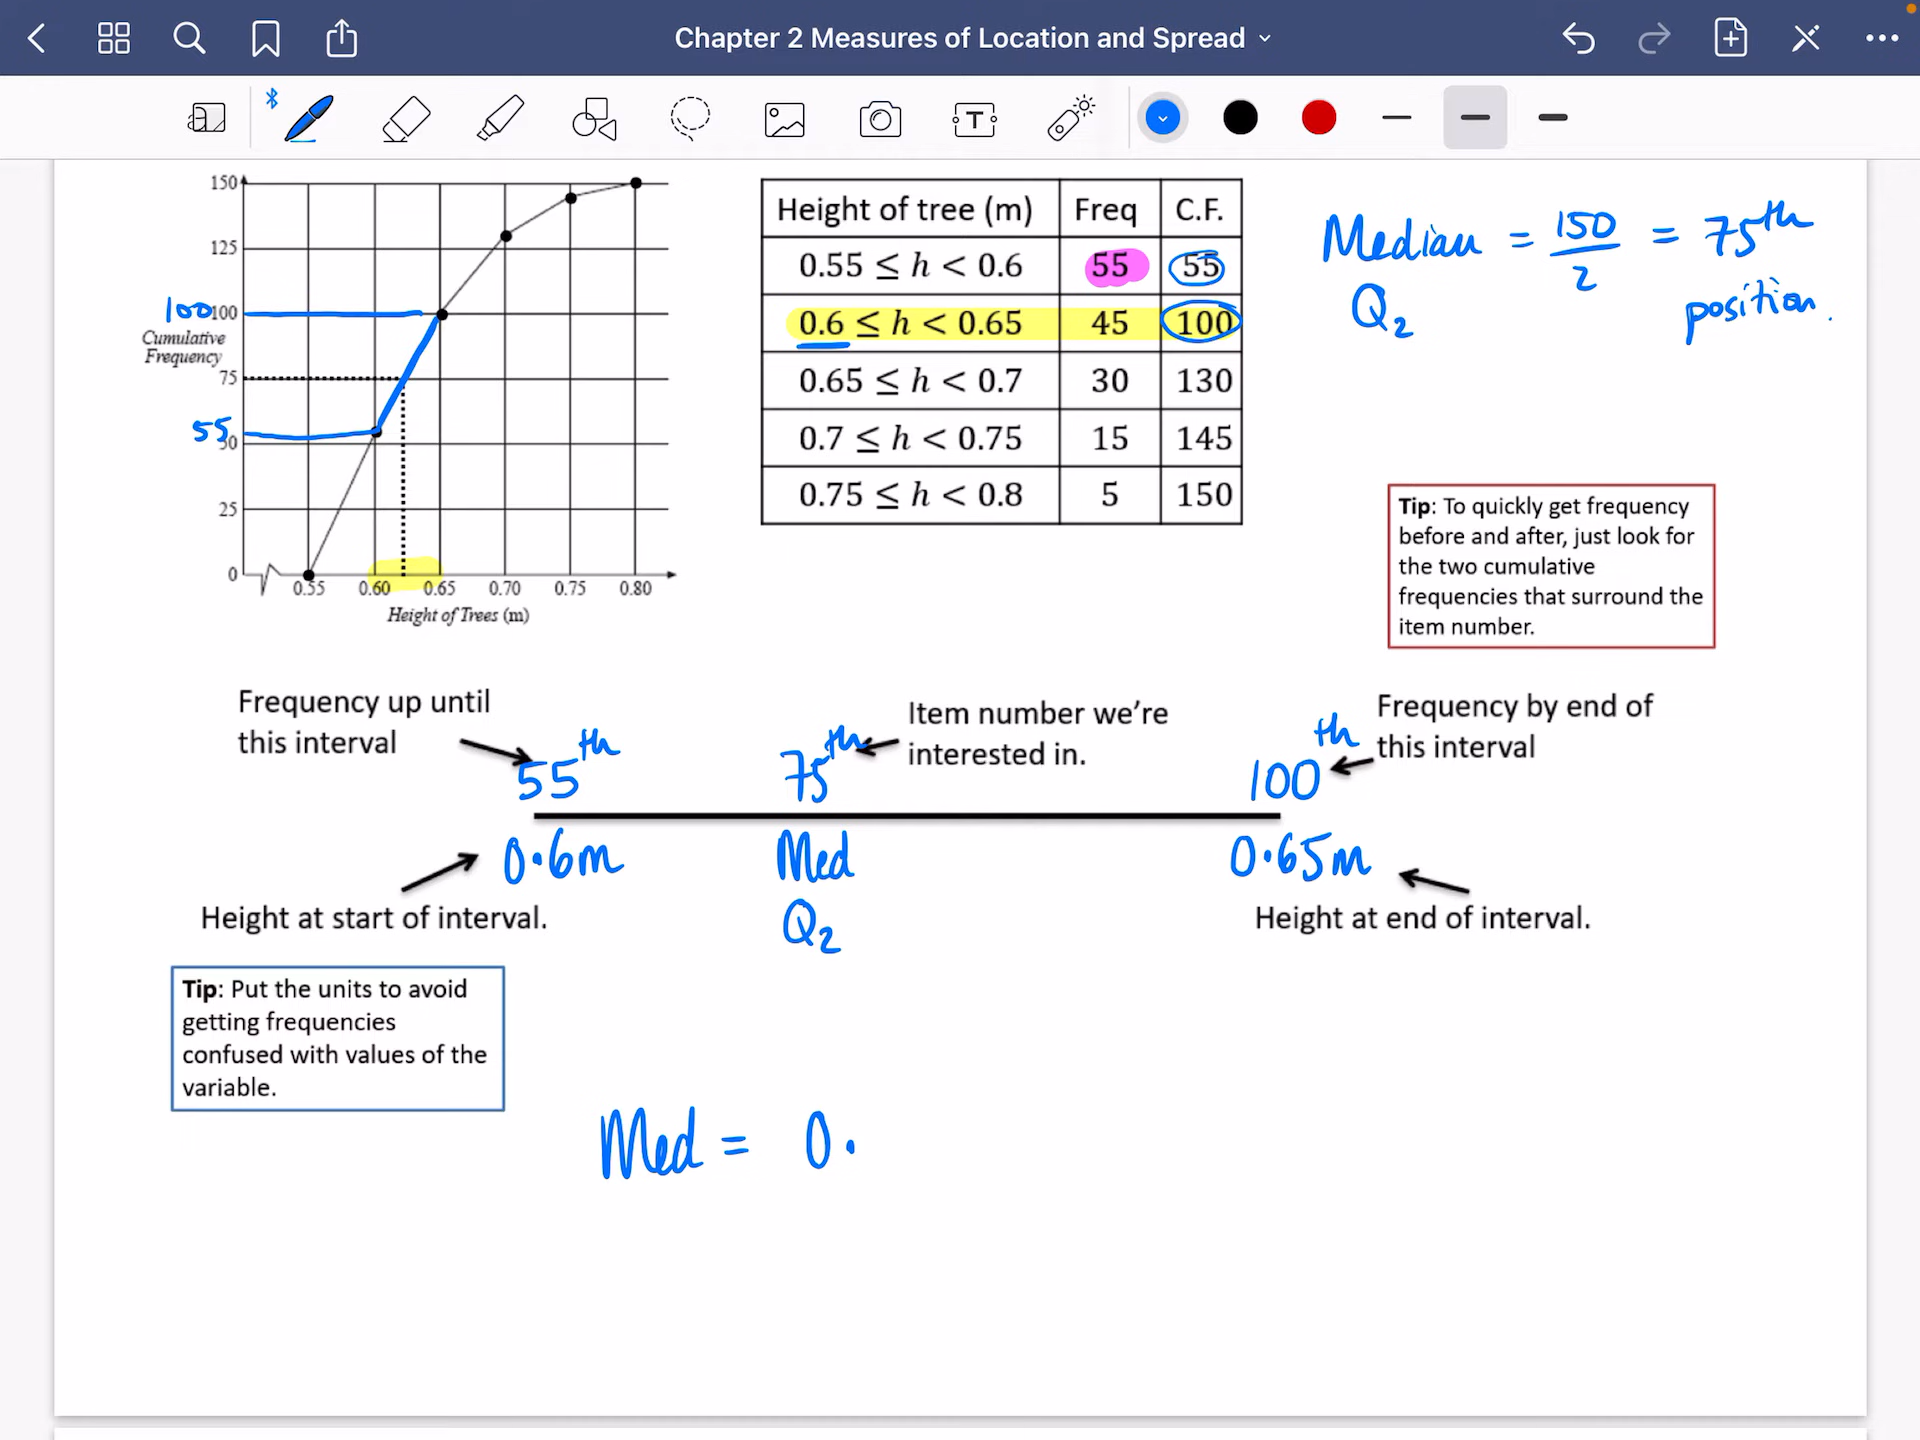 Chapter 2 Measures of Location and Spread
150
125
100 100
Cumulative
Frequency
75
55 50
25
0
0.55 0.60 0.65 0.70 0.75 0.80
Height of Trees (m)
Height of tree (m) Freq C.F.
0.55 ≤ h < 0.6 55 55
0.6 ≤ h < 0.65 45 100
0.65 ≤ h < 0.7 30 130
0.7 ≤ h < 0.75 15 145
0.75 ≤ h < 0.8 5 150
Median = 150/2 = 75th
Q2 position.
Tip: To quickly get frequency
before and after, just look for
the two cumulative
frequencies that surround the
item number.
Frequency up until
this interval
Item number we're
interested in.
Frequency by end of
this interval
55th 75th 100th
0.6m Med 0.65m
Q2
Height at start of interval.
Height at end of interval.
Tip: Put the units to avoid
getting frequencies
confused with values of the
variable.
Med = 0.